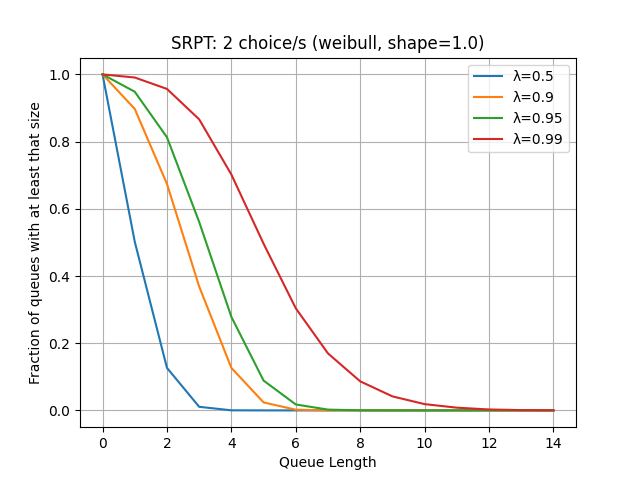 SRPT: 2 choice/s (weibull, shape=1.0)
Fraction of queues with at least that size
1.0
0.8
0.6
0.4
0.2
0.0
λ=0.5
λ=0.9
λ=0.95
λ=0.99
0 2 4 6 8 10 12 14
Queue Length